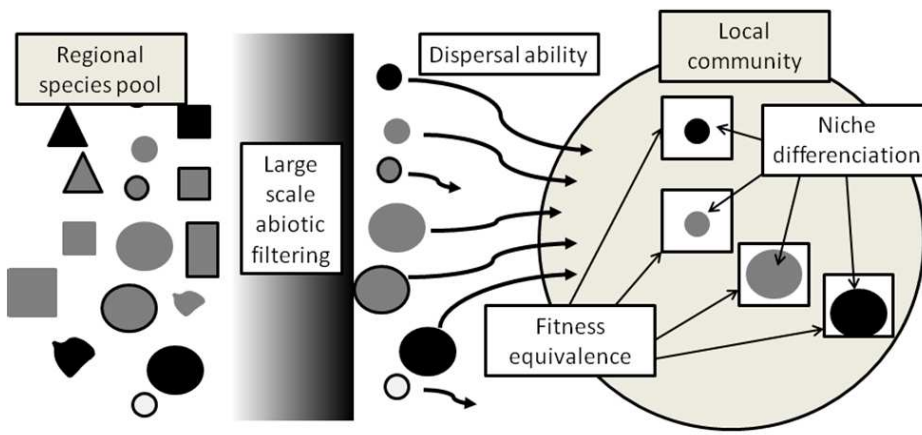 Regional
species pool
Large
scale
abiotic
filtering
Dispersal ability
Local
community
Niche
differenciation
Fitness
equivalence